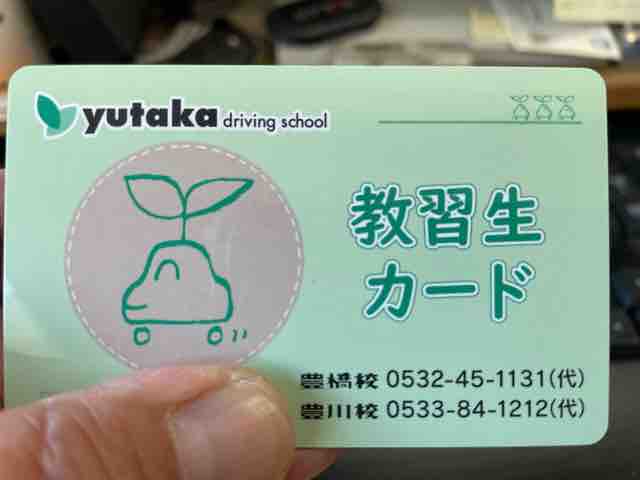 yutaka driving school
教習生
カード
豊橋校 0532-45-1131(代)
豊川校 0533-84-1212(代)